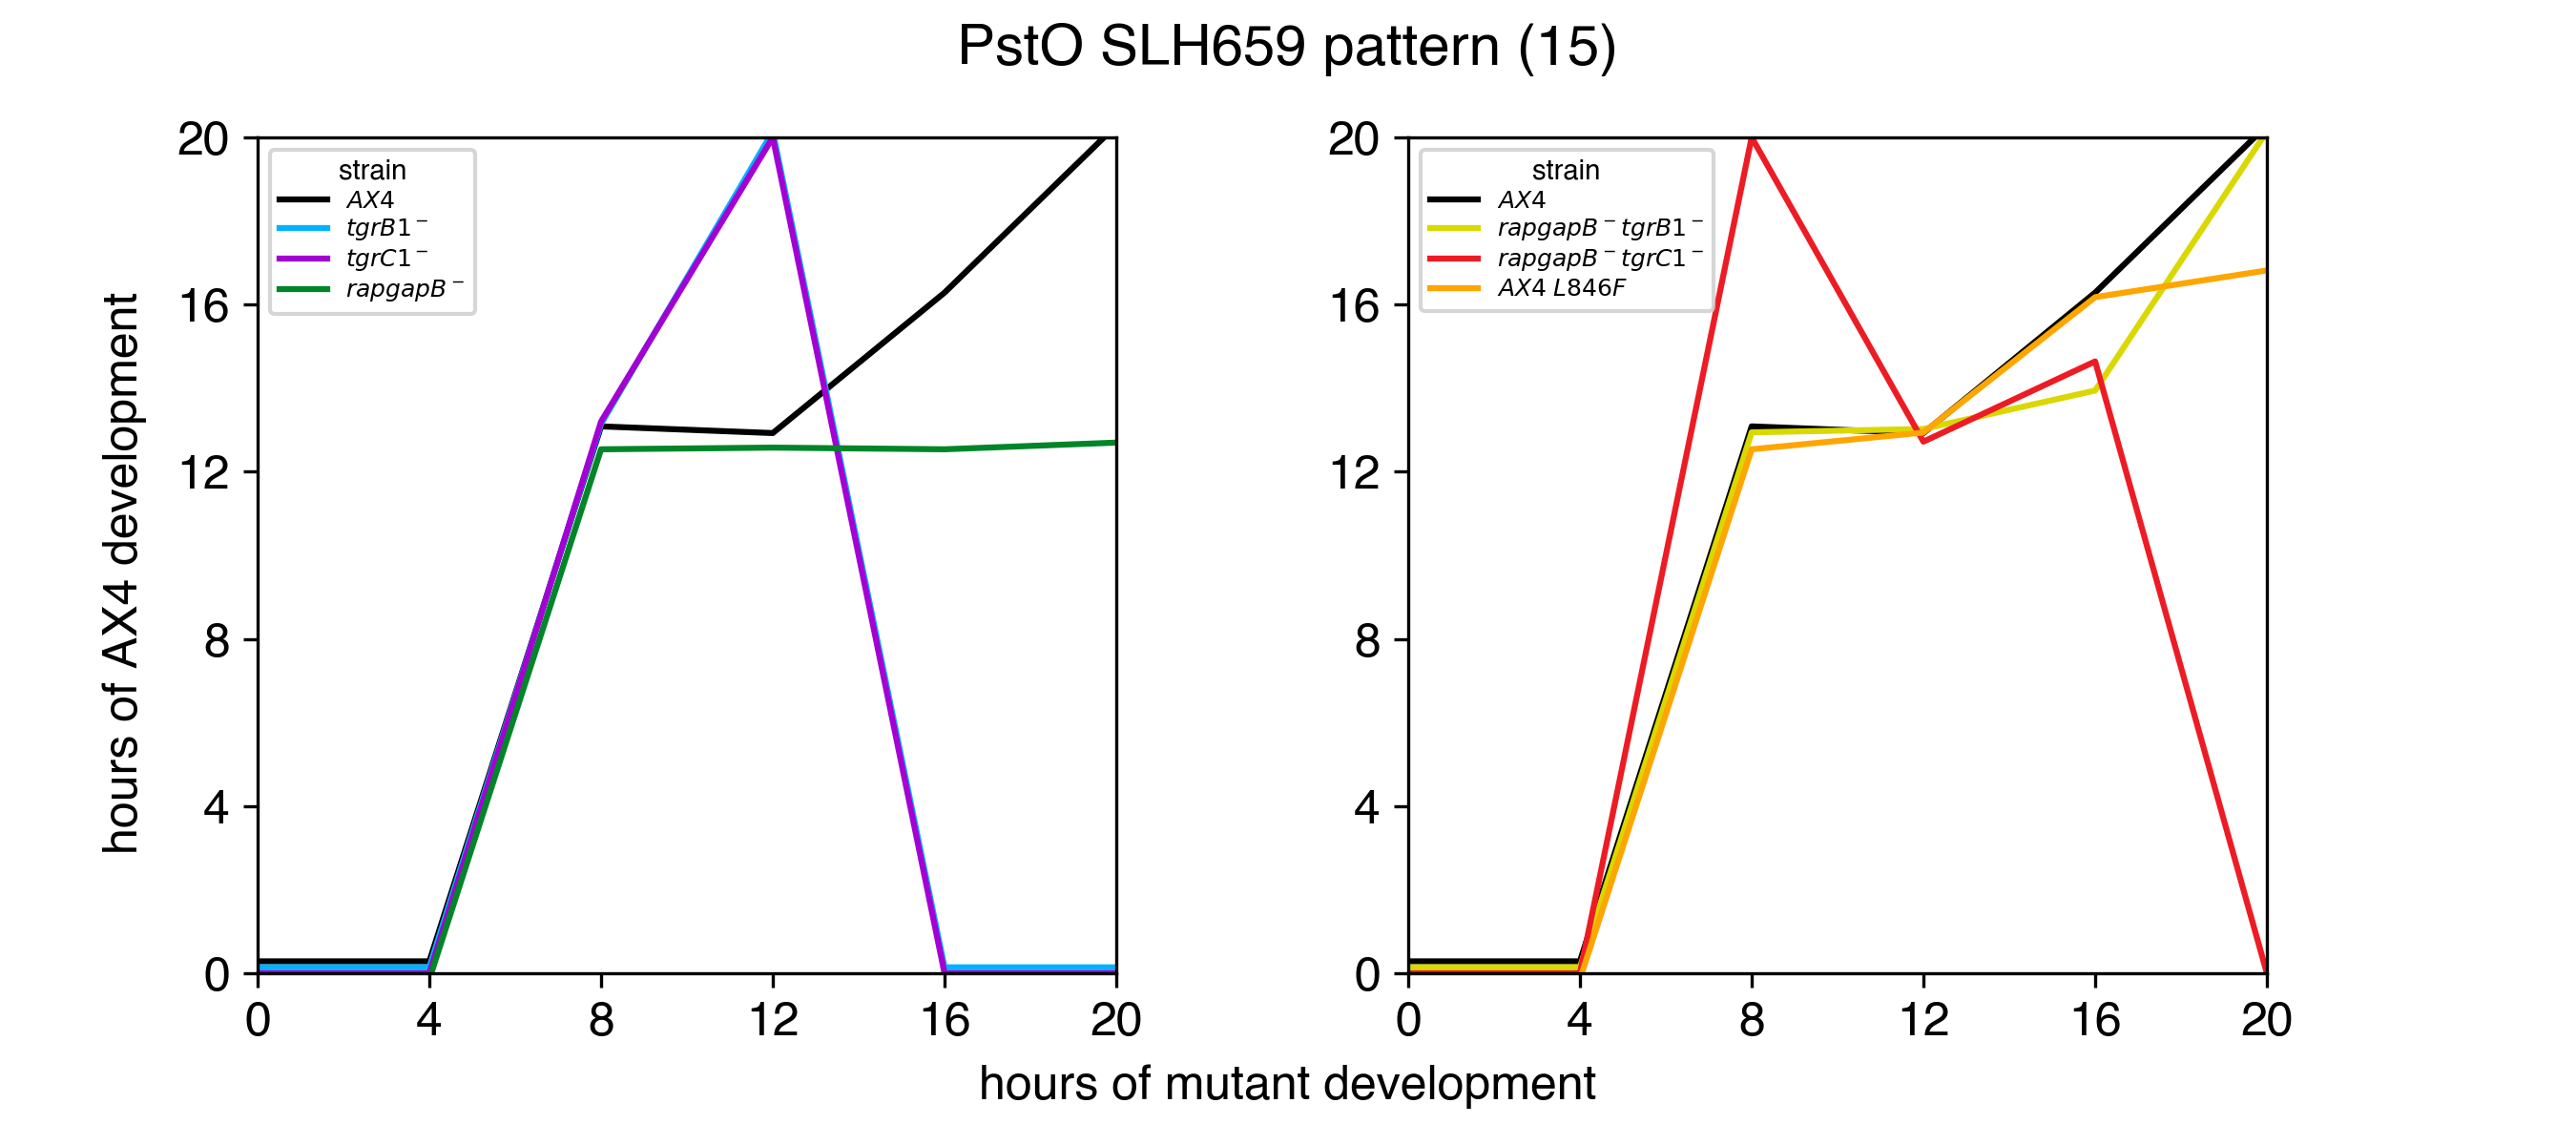 PstO SLH659 pattern (15)
hours of AX4 development
20
16
12
8
4
0
0 4 8 12 16 20
strain
AX4
tgrB1⁻
tgrC1⁻
rapgapB⁻
20
16
12
8
4
0
0 4 8 12 16 20
strain
AX4
rapgapB⁻tgrB1⁻
rapgapB⁻tgrC1⁻
AX4 L846F
hours of mutant development